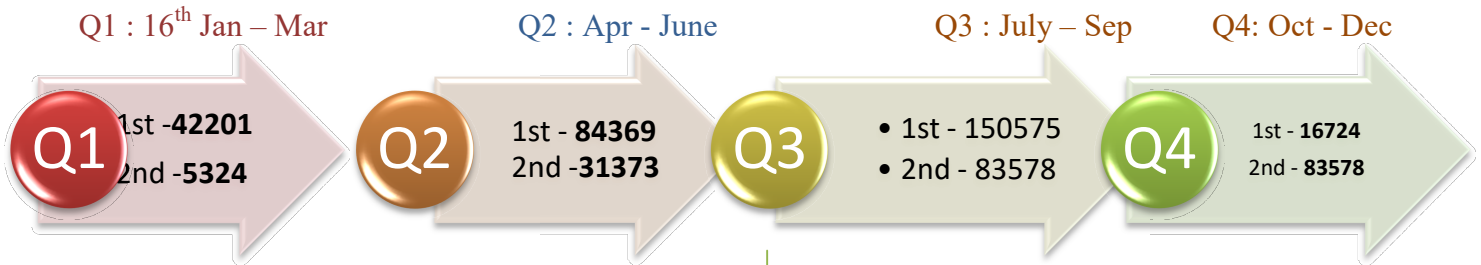 Q1 : 16th Jan – Mar
Q2 : Apr - June
Q3 : July – Sep
Q4: Oct - Dec
Q1
1st -42201
2nd -5324
Q2
1st - 84369
2nd -31373
Q3
• 1st - 150575
• 2nd - 83578
Q4
1st - 16724
2nd - 83578